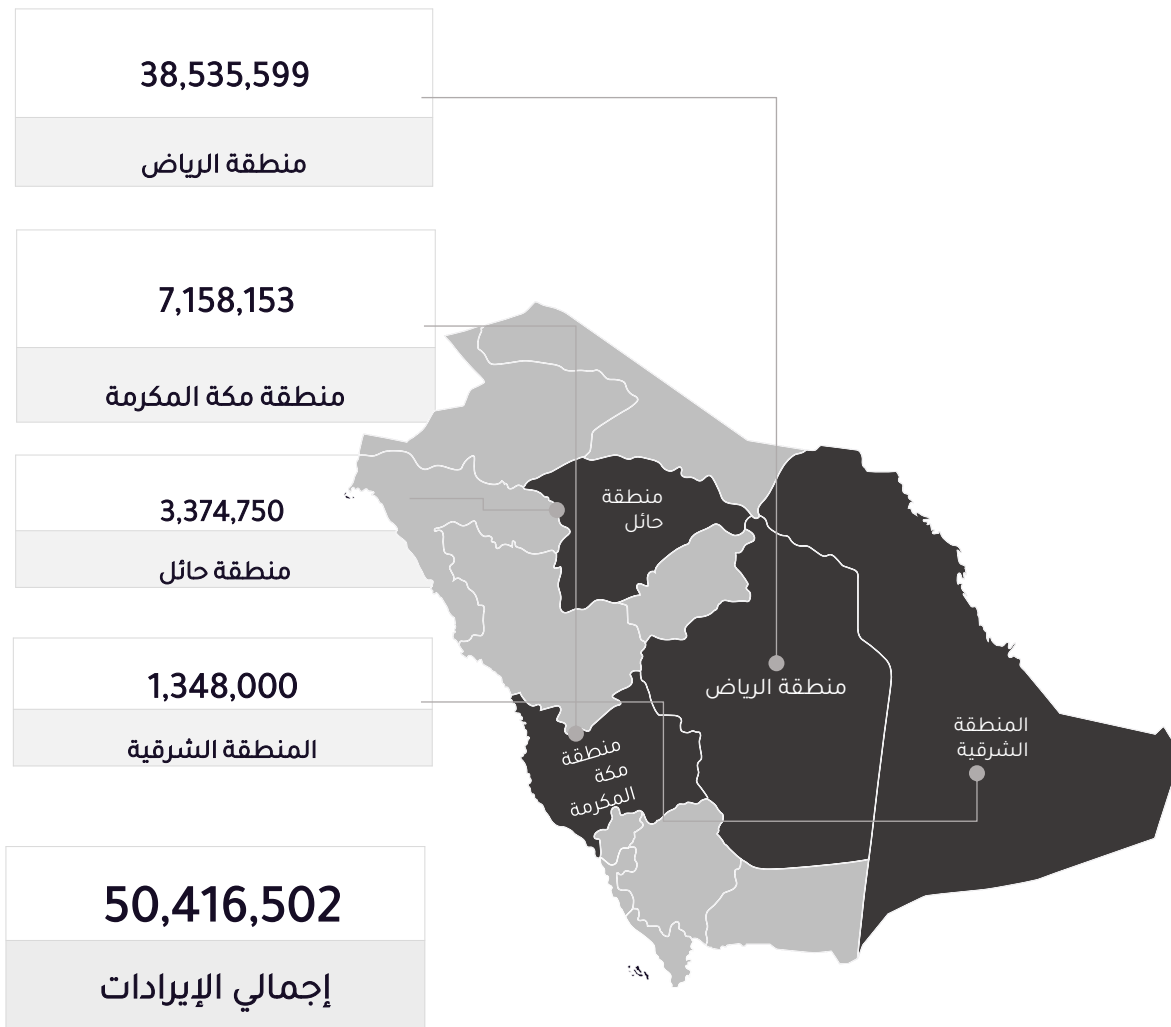 38,535,599
منطقة الرياض
7,158,153
منطقة مكة المكرمة
3,374,750
منطقة حائل
1,348,000
المنطقة الشرقية
50,416,502
إجمالي الإيرادات
منطقة
حائل
منطقة الرياض
المنطقة
الشرقية
منطقة
مكة
المكرمة